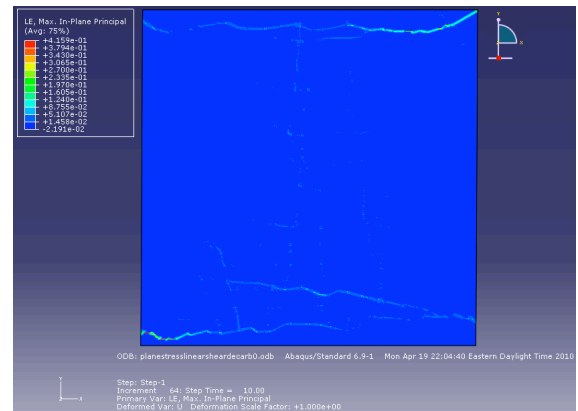 LE, Max. In-Plane Principal
(Avg: 75%)
+4.159e-01
+3.794e-01
+3.430e-01
+3.065e-01
+2.700e-01
+2.335e-01
+1.970e-01
+1.605e-01
+1.240e-01
+8.755e-02
+5.107e-02
+1.458e-02
-2.191e-02
Y
X
ODB: planestresslinearsheardecarb0.odb Abaqus/Standard 6.9-1 Mon Apr 19 22:04:40 Eastern Daylight Time 2010
Y
X
Step: Step-1
Increment 64: Step Time = 10.00
Primary Var: LE, Max. In-Plane Principal
Deformed Var: U Deformation Scale Factor: +1.000e+00